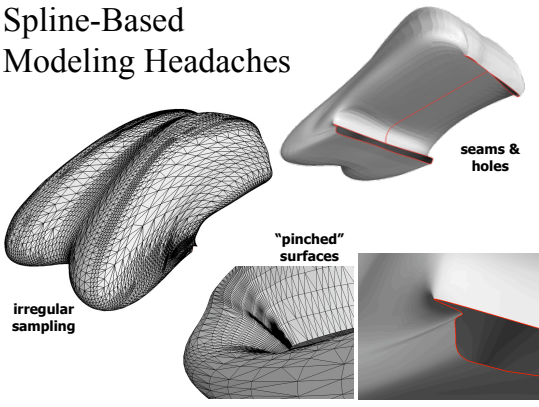 Spline-Based
Modeling Headaches
seams &
holes
"pinched"
surfaces
irregular
sampling